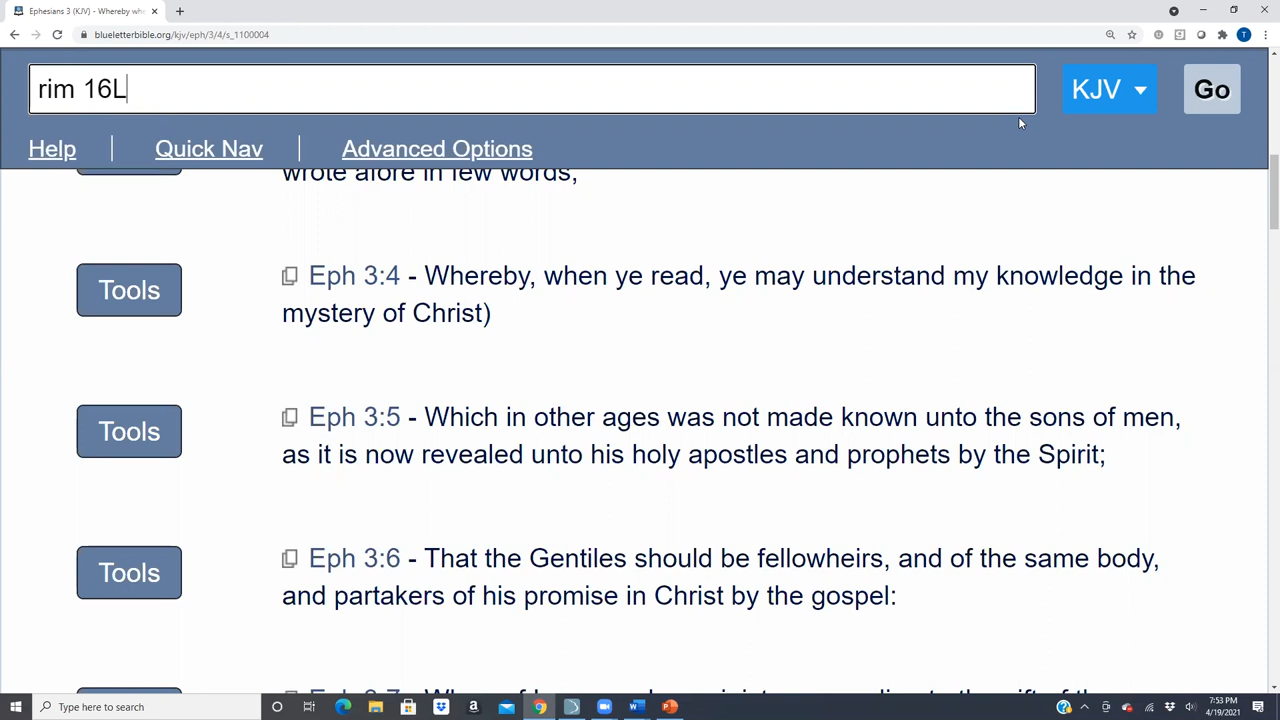 Ephesians 3 (KJV) - Whereby whe
blueletterbible.org/kjv/eph/3/4/s_1100004
T
rim 16L
KJV
Go
Help
Quick Nav
Advanced Options
wrote afore in few words,
Tools
Eph 3:4 - Whereby, when ye read, ye may understand my knowledge in the
mystery of Christ)
Tools
Eph 3:5 - Which in other ages was not made known unto the sons of men,
as it is now revealed unto his holy apostles and prophets by the Spirit;
Tools
Eph 3:6 - That the Gentiles should be fellowheirs, and of the same body,
and partakers of his promise in Christ by the gospel:
Type here to search
7:53 PM
4/19/2021